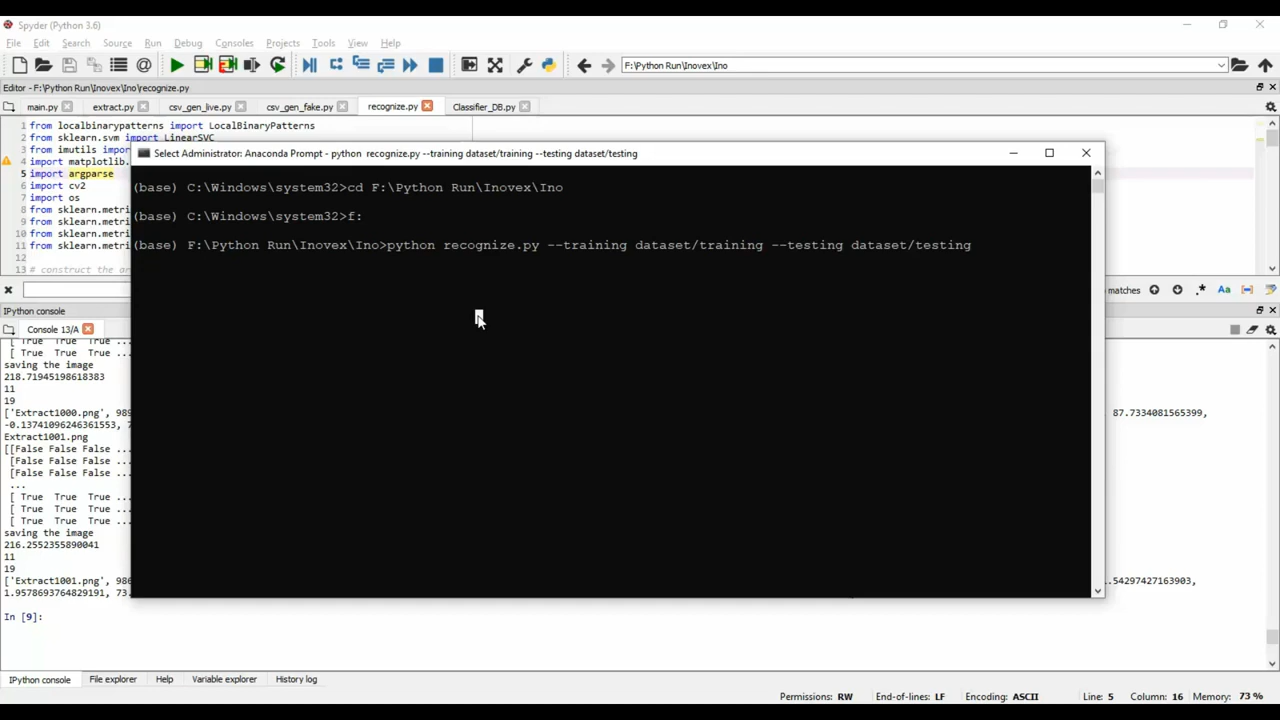 Spyder (Python 3.6)
File Edit Search Source Run Debug Consoles Projects Tools View Help
F:\Python Run\Inovex\Ino
Editor - F:\Python Run\Inovex\Ino\recognize.py
main.py extract.py csv_gen_live.py csv_gen_fake.py recognize.py Classifier_DB.py
1 from localbinarypatterns import LocalBinaryPatterns
2 from sklearn.svm import LinearSVC
3 from imutils
4 import matplotlib.
5 import argparse
6 import cv2
7 import os
8 from sklearn.metri
9 from sklearn.metri
10 from sklearn.metri
11 from sklearn.metri
12
13 # construct the ar
Select Administrator: Anaconda Prompt - python recognize.py --training dataset/training --testing dataset/testing
(base) C:\Windows\system32>cd F:\Python Run\Inovex\Ino
(base) C:\Windows\system32>f:
(base) F:\Python Run\Inovex\Ino>python recognize.py --training dataset/training --testing dataset/testing
matches .* Aa
IPython console
Console 13/A
[ True True True ...
[ True True True ...
saving the image
218.71945198618383
11
19
['Extract1000.png', 989 87.7334081565399,
-0.13741096246361553, 7
Extract1001.png
[[False False False ...
[False False False ...
[False False False ...
...
[ True True True ...
[ True True True ...
[ True True True ...
saving the image
216.2552355890041
11
19
['Extract1001.png', 986 .54297427163903,
1.9578693764829191, 73.
In [9]:
IPython console File explorer Help Variable explorer History log
Permissions: RW End-of-lines: LF Encoding: ASCII Line: 5 Column: 16 Memory: 73 %